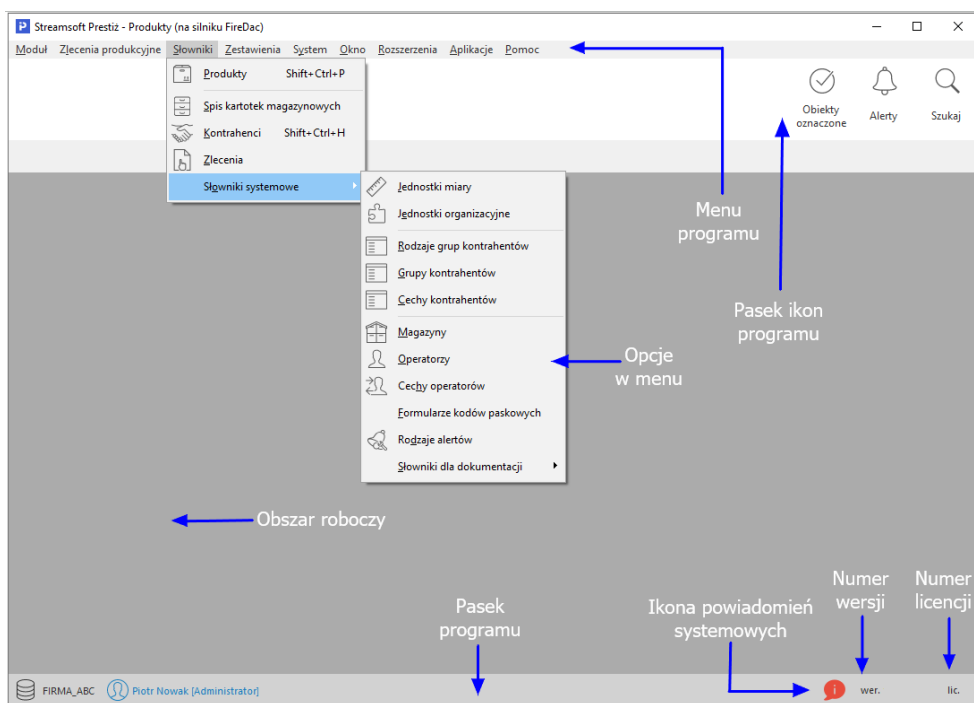 Streamsoft Prestiż - Produkty (na silniku FireDac)
Moduł Zlecenia produkcyjne Słowniki Zestawienia System Okno Rozszerzenia Aplikacje Pomoc
Produkty Shift+Ctrl+P
Spis kartotek magazynowych
Kontrahenci Shift+Ctrl+H
Zlecenia
Słowniki systemowe
Obiekty
oznaczone
Alerty
Szukaj
Jednostki miary
Jednostki organizacyjne
Rodzaje grup kontrahentów
Grupy kontrahentów
Cechy kontrahentów
Magazyny
Operatorzy
Cechy operatorów
Formularze kodów paskowych
Rodzaje alertów
Słowniki dla dokumentacji
Menu
programu
Pasek ikon
programu
Opcje
w menu
Obszar roboczy
Pasek
programu
Ikona powiadomień
systemowych
Numer
wersji
Numer
licencji
FIRMA_ABC Piotr Nowak [Administrator] wer. lic.